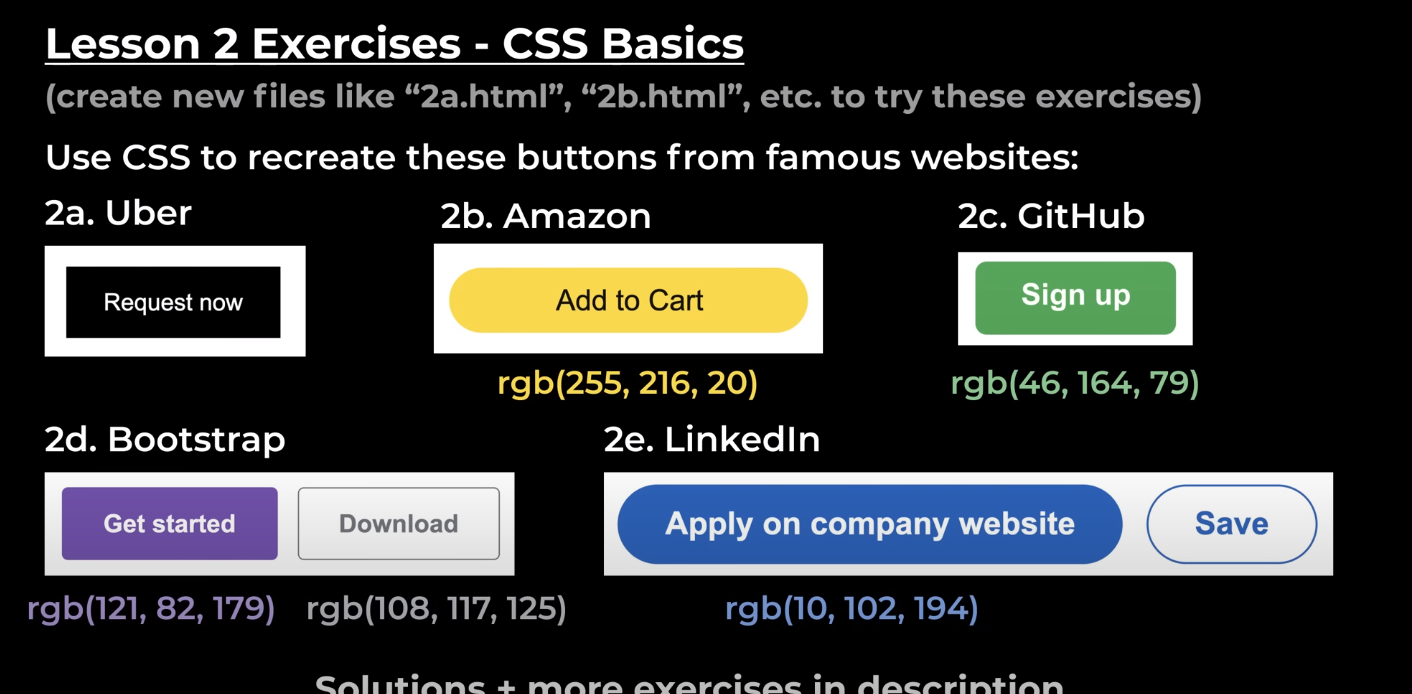 Lesson 2 Exercises - CSS Basics
(create new files like “2a.html”, “2b.html”, etc. to try these exercises)
Use CSS to recreate these buttons from famous websites:
2a. Uber
2b. Amazon
2c. GitHub
Request now
Add to Cart
Sign up
rgb(255, 216, 20)
rgb(46, 164, 79)
2d. Bootstrap
2e. LinkedIn
Get started
Download
Apply on company website
Save
rgb(121, 82, 179)
rgb(108, 117, 125)
rgb(10, 102, 194)
Solutions + more exercises in description